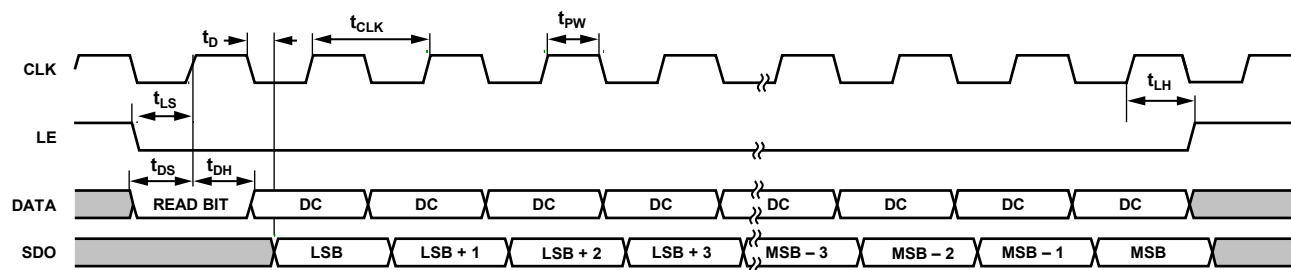 tD
tCLK
tPW
CLK
tLS
tLH
LE
tDS
tDH
DATA
READ BIT
DC
DC
DC
DC
DC
DC
DC
DC
SDO
LSB
LSB + 1
LSB + 2
LSB + 3
MSB – 3
MSB – 2
MSB – 1
MSB